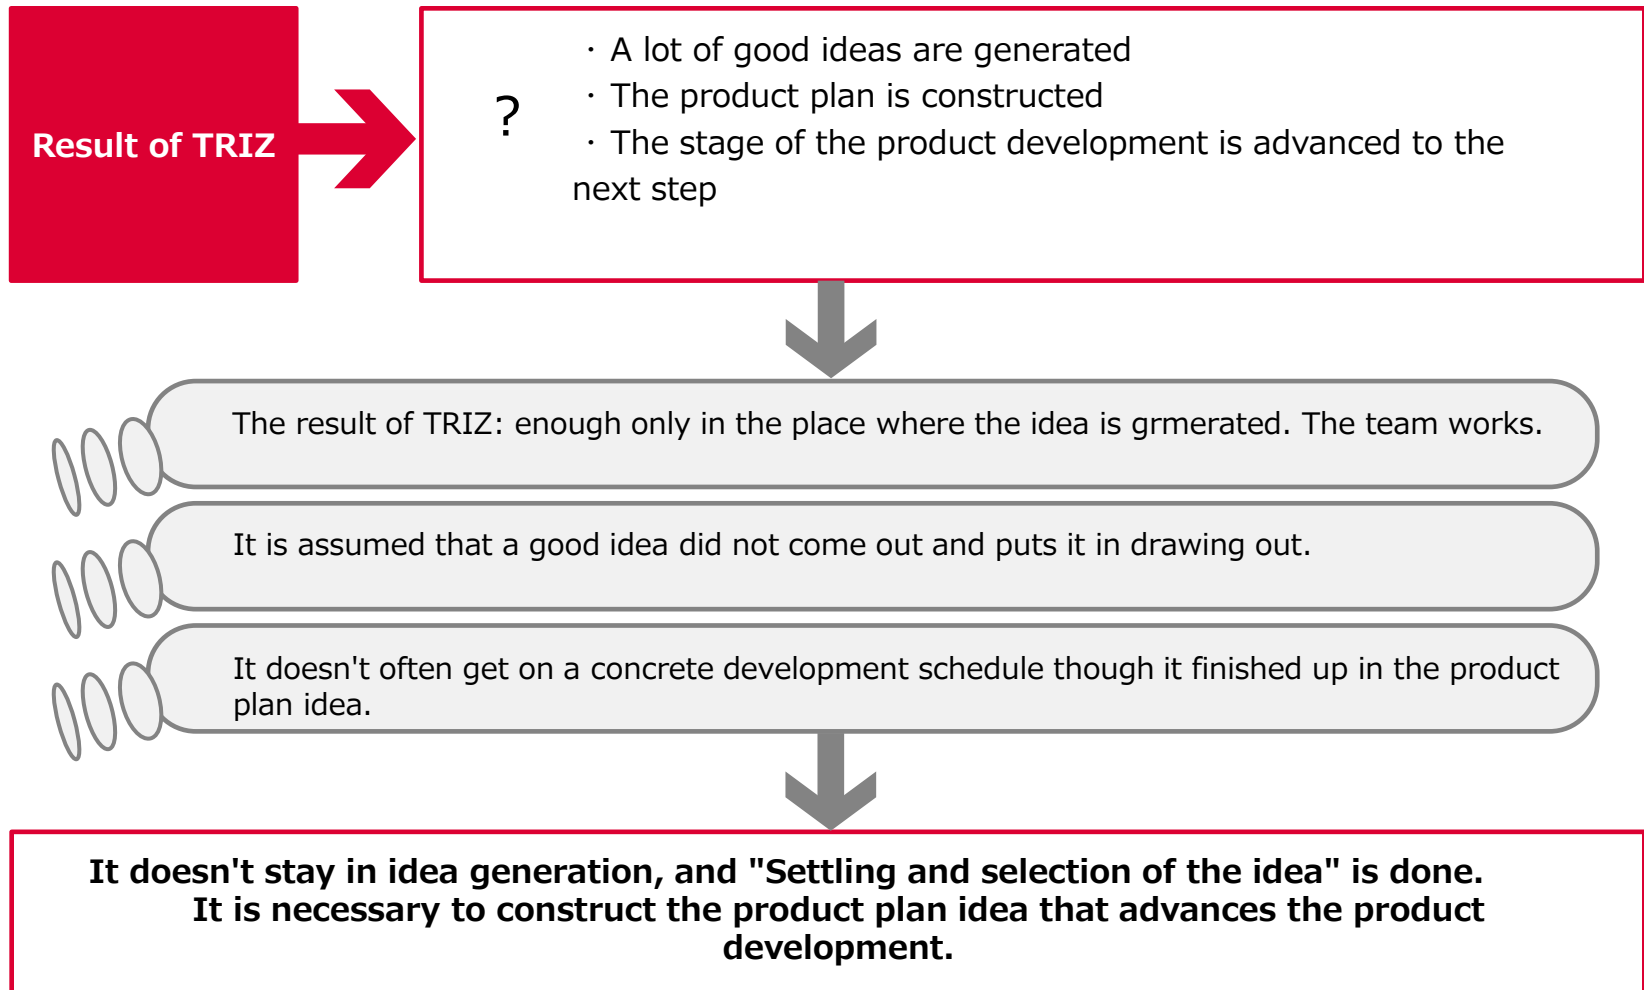 Result of TRIZ
?
・A lot of good ideas are generated
・The product plan is constructed
・The stage of the product development is advanced to the
next step
The result of TRIZ: enough only in the place where the idea is grmerated. The team works.
It is assumed that a good idea did not come out and puts it in drawing out.
It doesn't often get on a concrete development schedule though it finished up in the product
plan idea.
It doesn't stay in idea generation, and "Settling and selection of the idea" is done.
It is necessary to construct the product plan idea that advances the product
development.